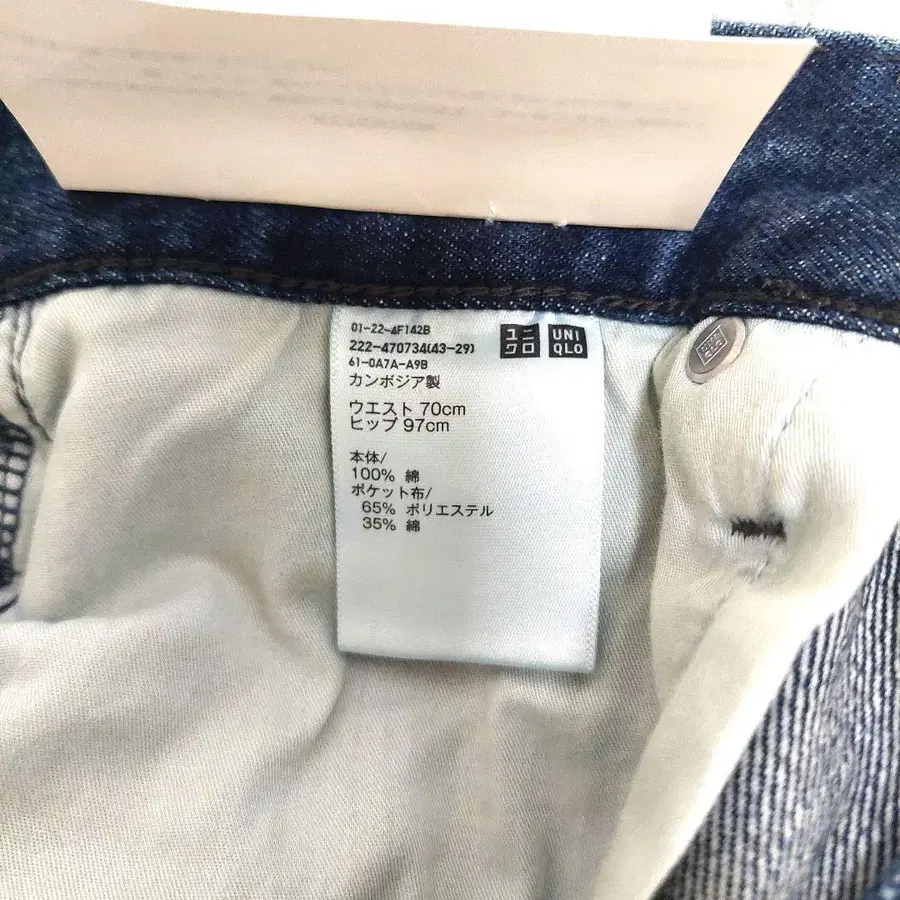 01-22-4F142B
222-470734(43-29)
61-0A7A-A9B
ユニ
クロ
UNI
QLO
カンボジア製
ウエスト 70cm
ヒップ 97cm
本体/
100% 綿
ポケット布/
65% ポリエステル
35% 綿